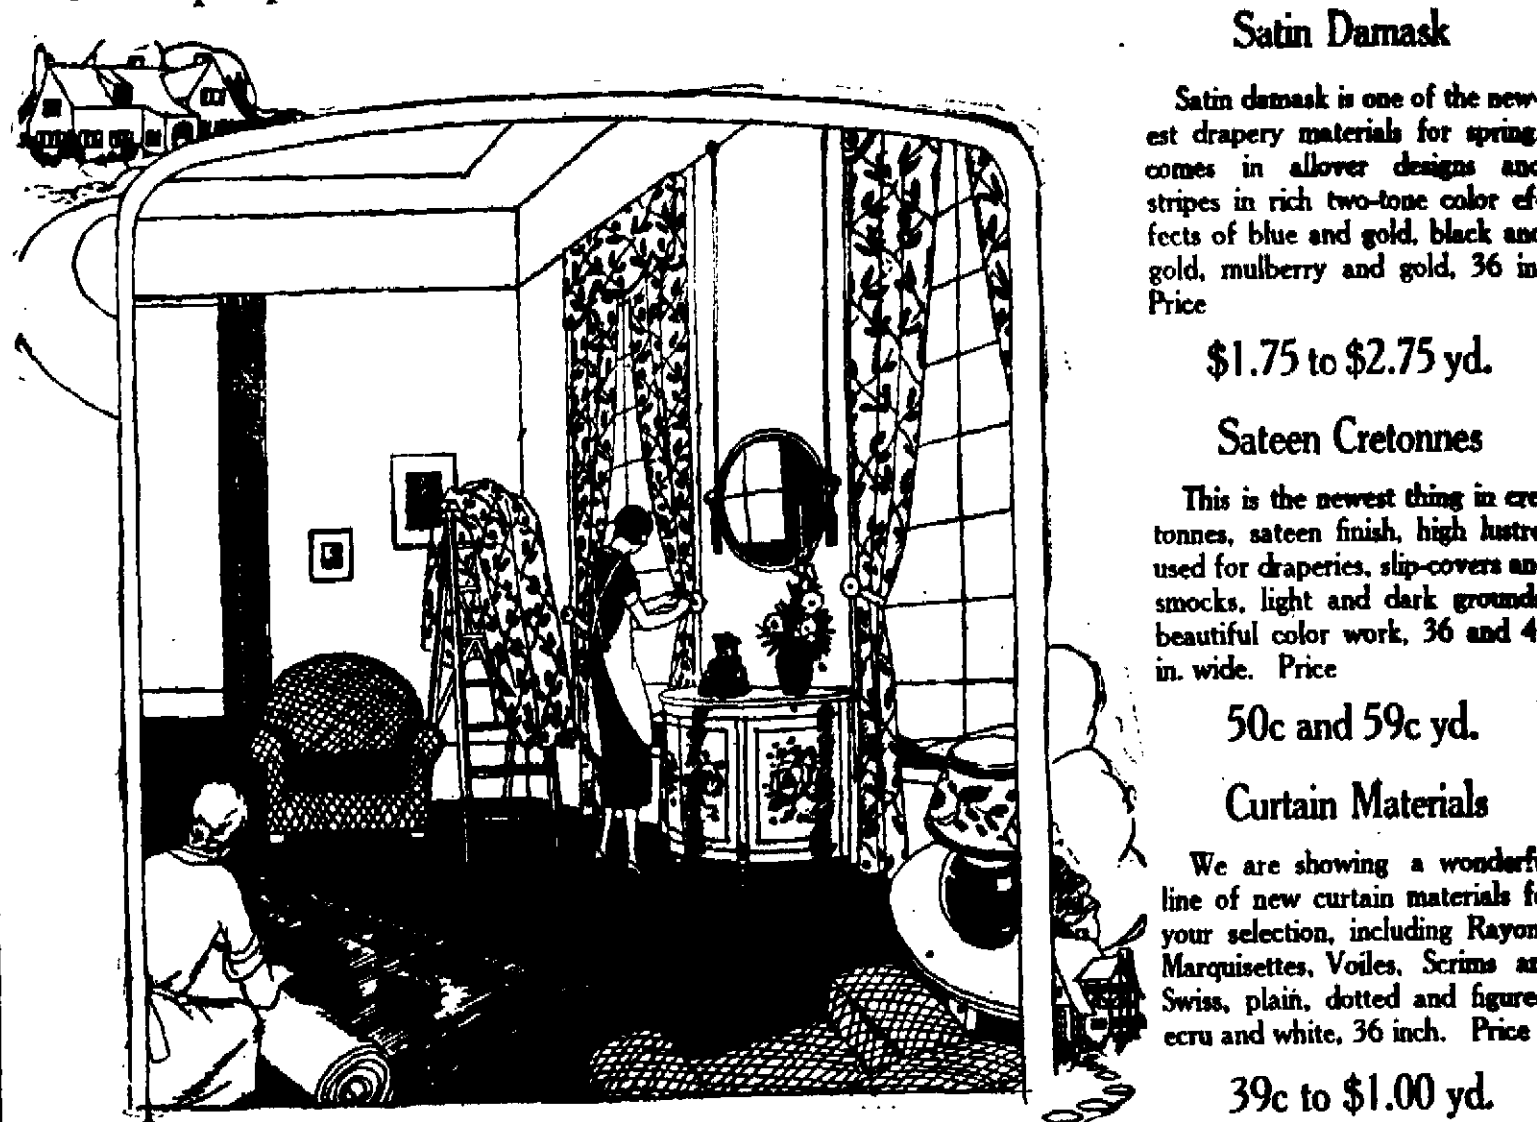 Satin Damask
Satin damask is one of the new-
est drapery materials for spring,
comes in allover designs and
stripes in rich two-tone color ef-
fects of blue and gold, black and
gold, mulberry and gold, 36 in
Price
$1.75 to $2.75 yd.
Sateen Cretonnes
This is the newest thing in cre
tonnes, sateen finish, high lustre
used for draperies, slip-covers an
smocks, light and dark grounds
beautiful color work, 36 and 4
in. wide. Price
50c and 59c yd.
Curtain Materials
We are showing a wonderf
line of new curtain materials f
your selection, including Rayon
Marquisettes, Voiles, Scrims an
Swiss, plain, dotted and figure
ecru and white, 36 inch. Price
39c to $1.00 yd.